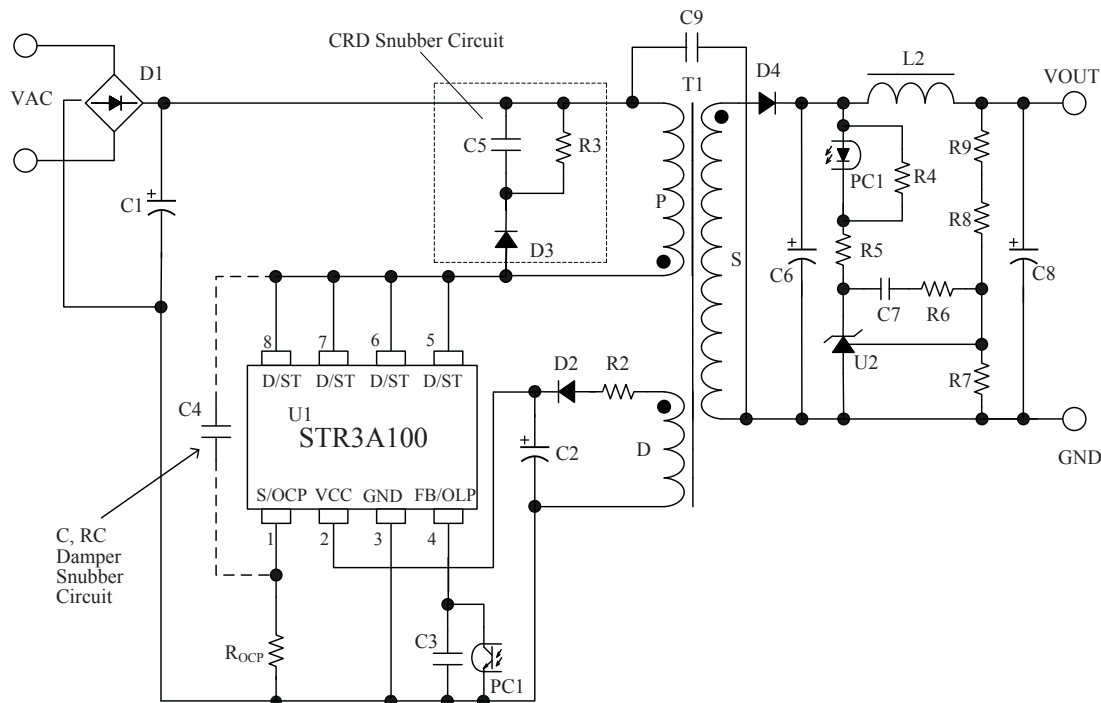 C9
CRD Snubber Circuit
L2
D1
T1
D4
VOUT
VAC
C5
R3
R9
PC1
R4
C1
P
R8
D3
R5
S
C6
C8
C7
R6
8
7
6
5
U2
D/ST
D/ST
D/ST
D/ST
D2
R2
R7
C4
U1
STR3A100
C2
D
GND
S/OCP
VCC
GND
FB/OLP
1
2
3
4
C, RC
Damper
Snubber
Circuit
C3
ROCP
PC1
+
+
+
+